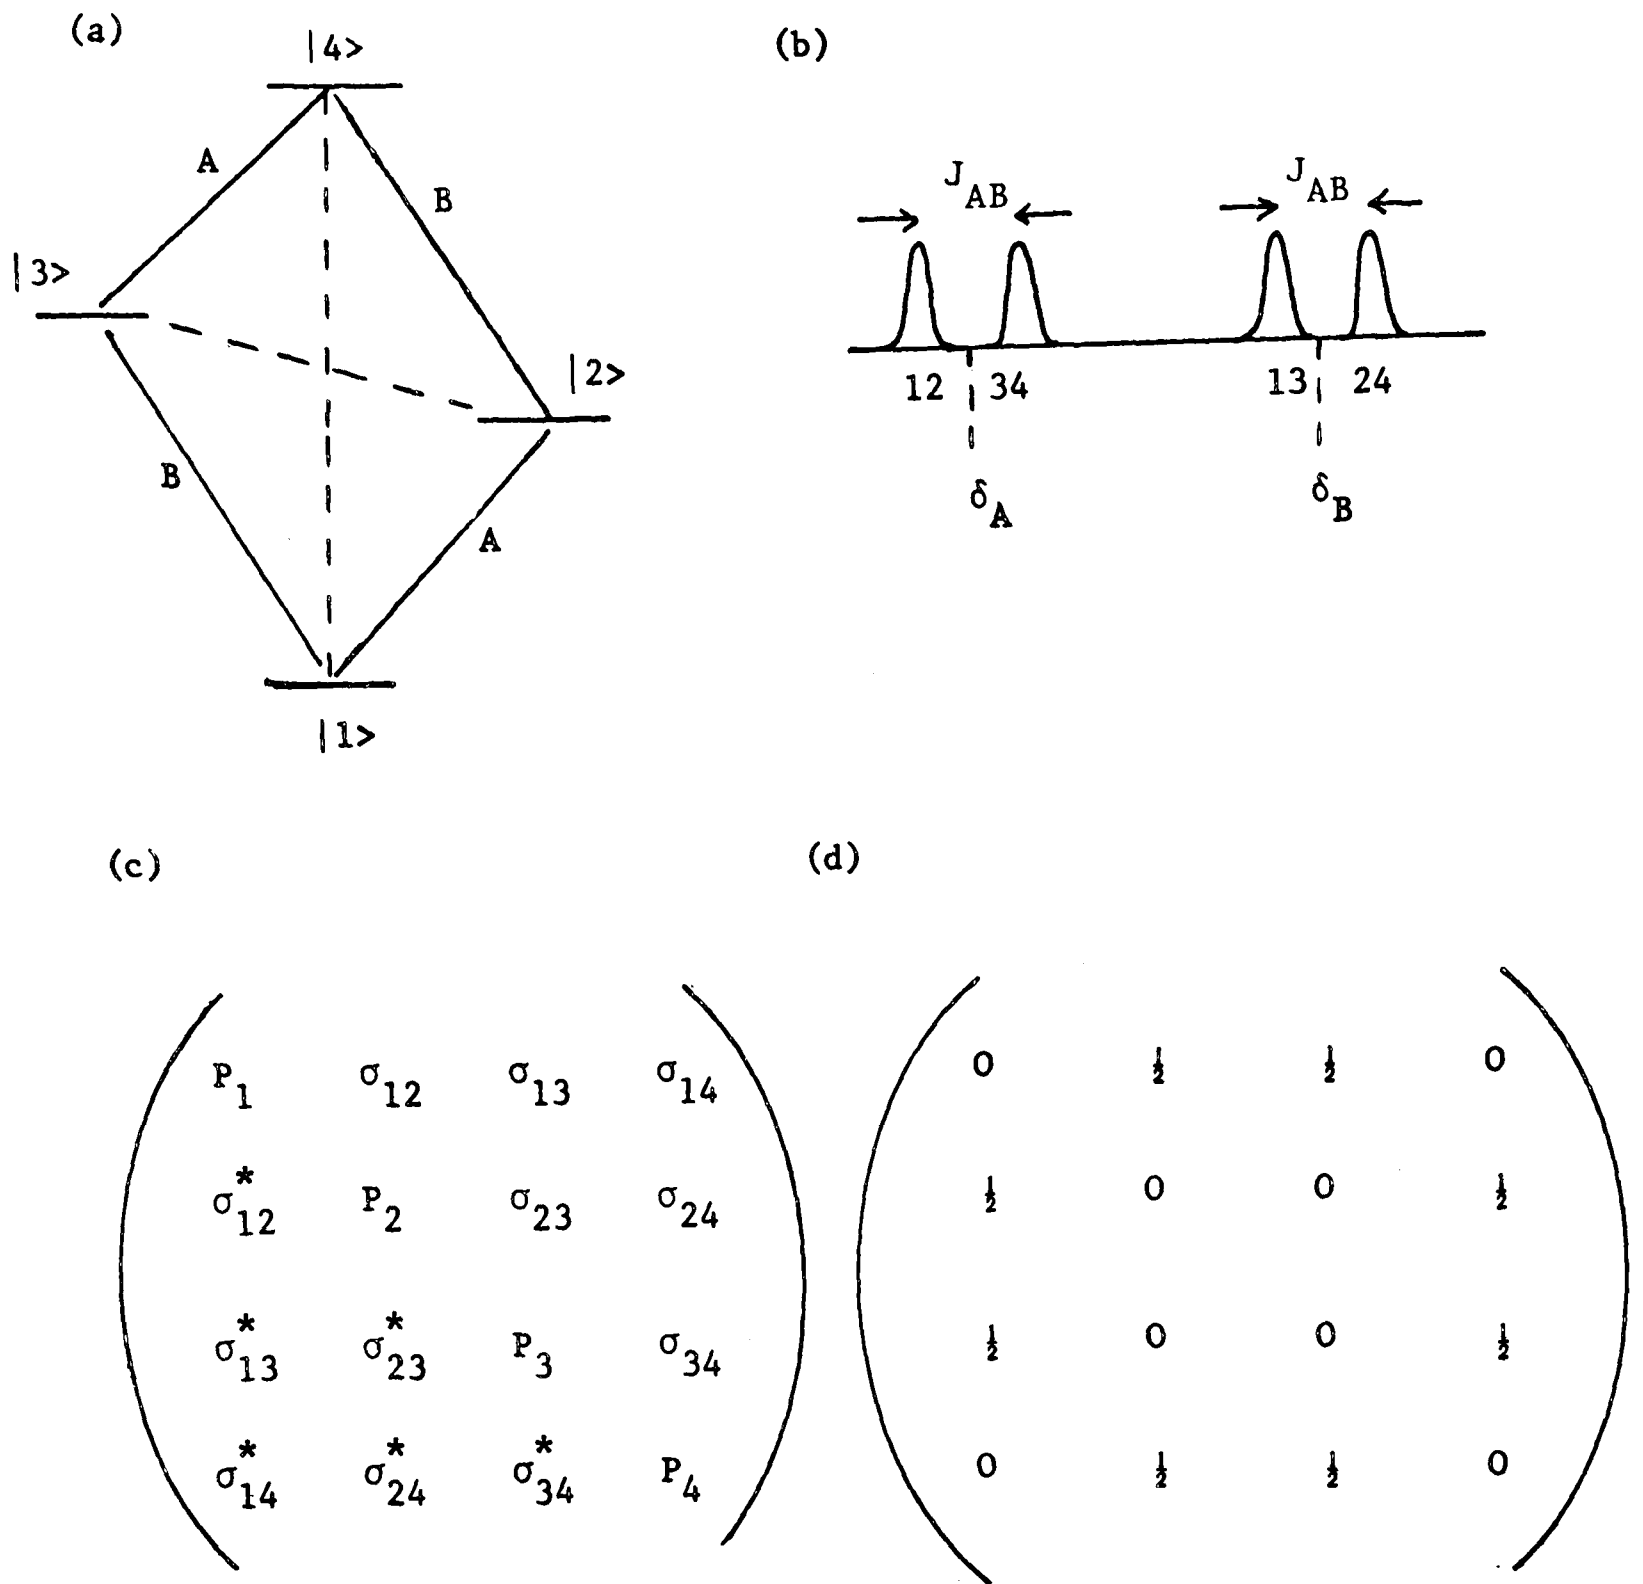 (a)
|4>
A
B
|3>
|2>
B
A
|1>
(b)
J_AB J_AB
12 34 13 24
δ_A δ_B
(c)
P_1 σ_12 σ_13 σ_14
σ*_12 P_2 σ_23 σ_24
σ*_13 σ*_23 P_3 σ_34
σ*_14 σ*_24 σ*_34 P_4
(d)
0 ½ ½ 0
½ 0 0 ½
½ 0 0 ½
0 ½ ½ 0